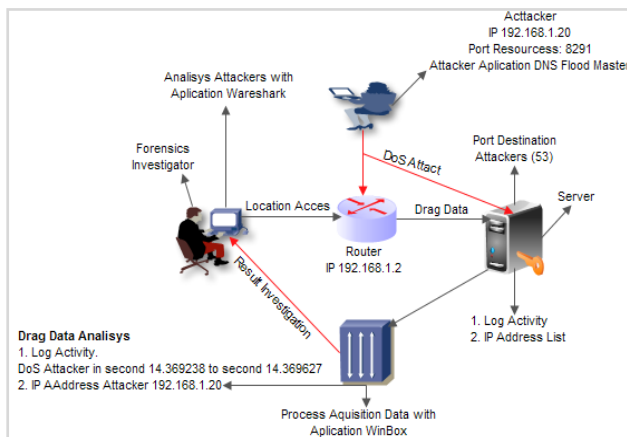 Acttacker
IP 192.168.1.20
Port Resourcess: 8291
Attacker Aplication DNS Flood Master
Analisys Attackers with
Aplication Wareshark
Forensics
Investigator
DoS Attact
Port Destination
Attackers (53)
Server
Location Acces
Drag Data
Router
IP 192.168.1.2
Result Investigation
1. Log Activity
2. IP Address List
Drag Data Analisys
1. Log Activity.
DoS Attacker in second 14.369238 to second 14.369627
2. IP AAddress Attacker 192.168.1.20
Process Aquisition Data with
Aplication WinBox